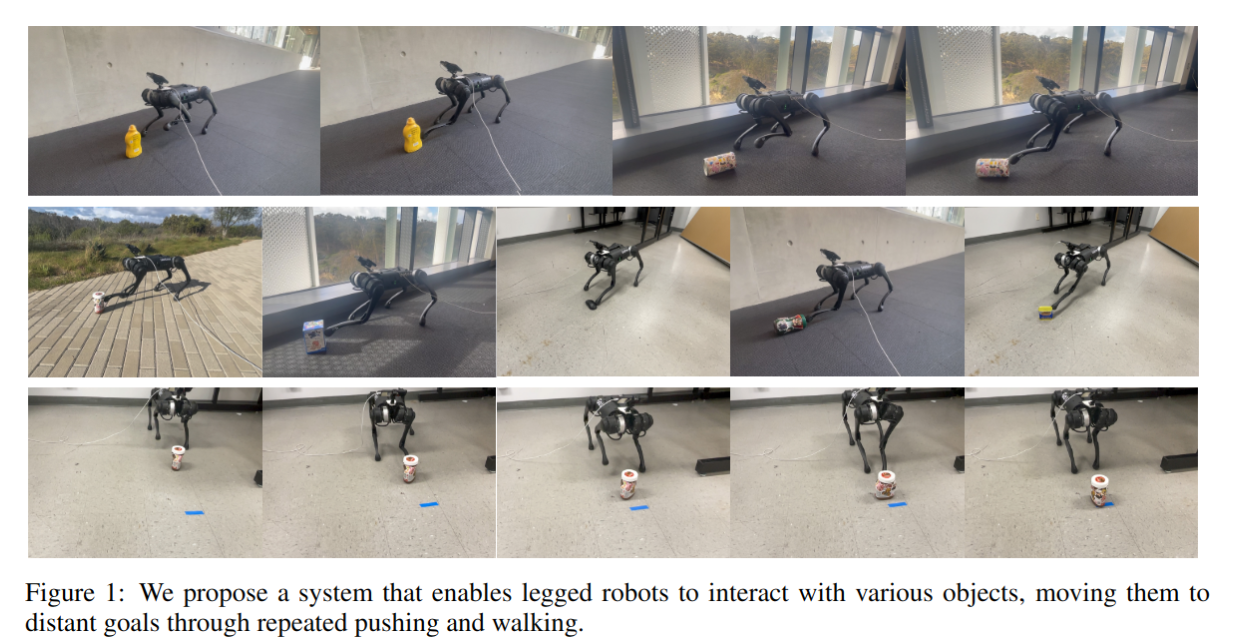 Figure 1: We propose a system that enables legged robots to interact with various objects, moving them to
distant goals through repeated pushing and walking.